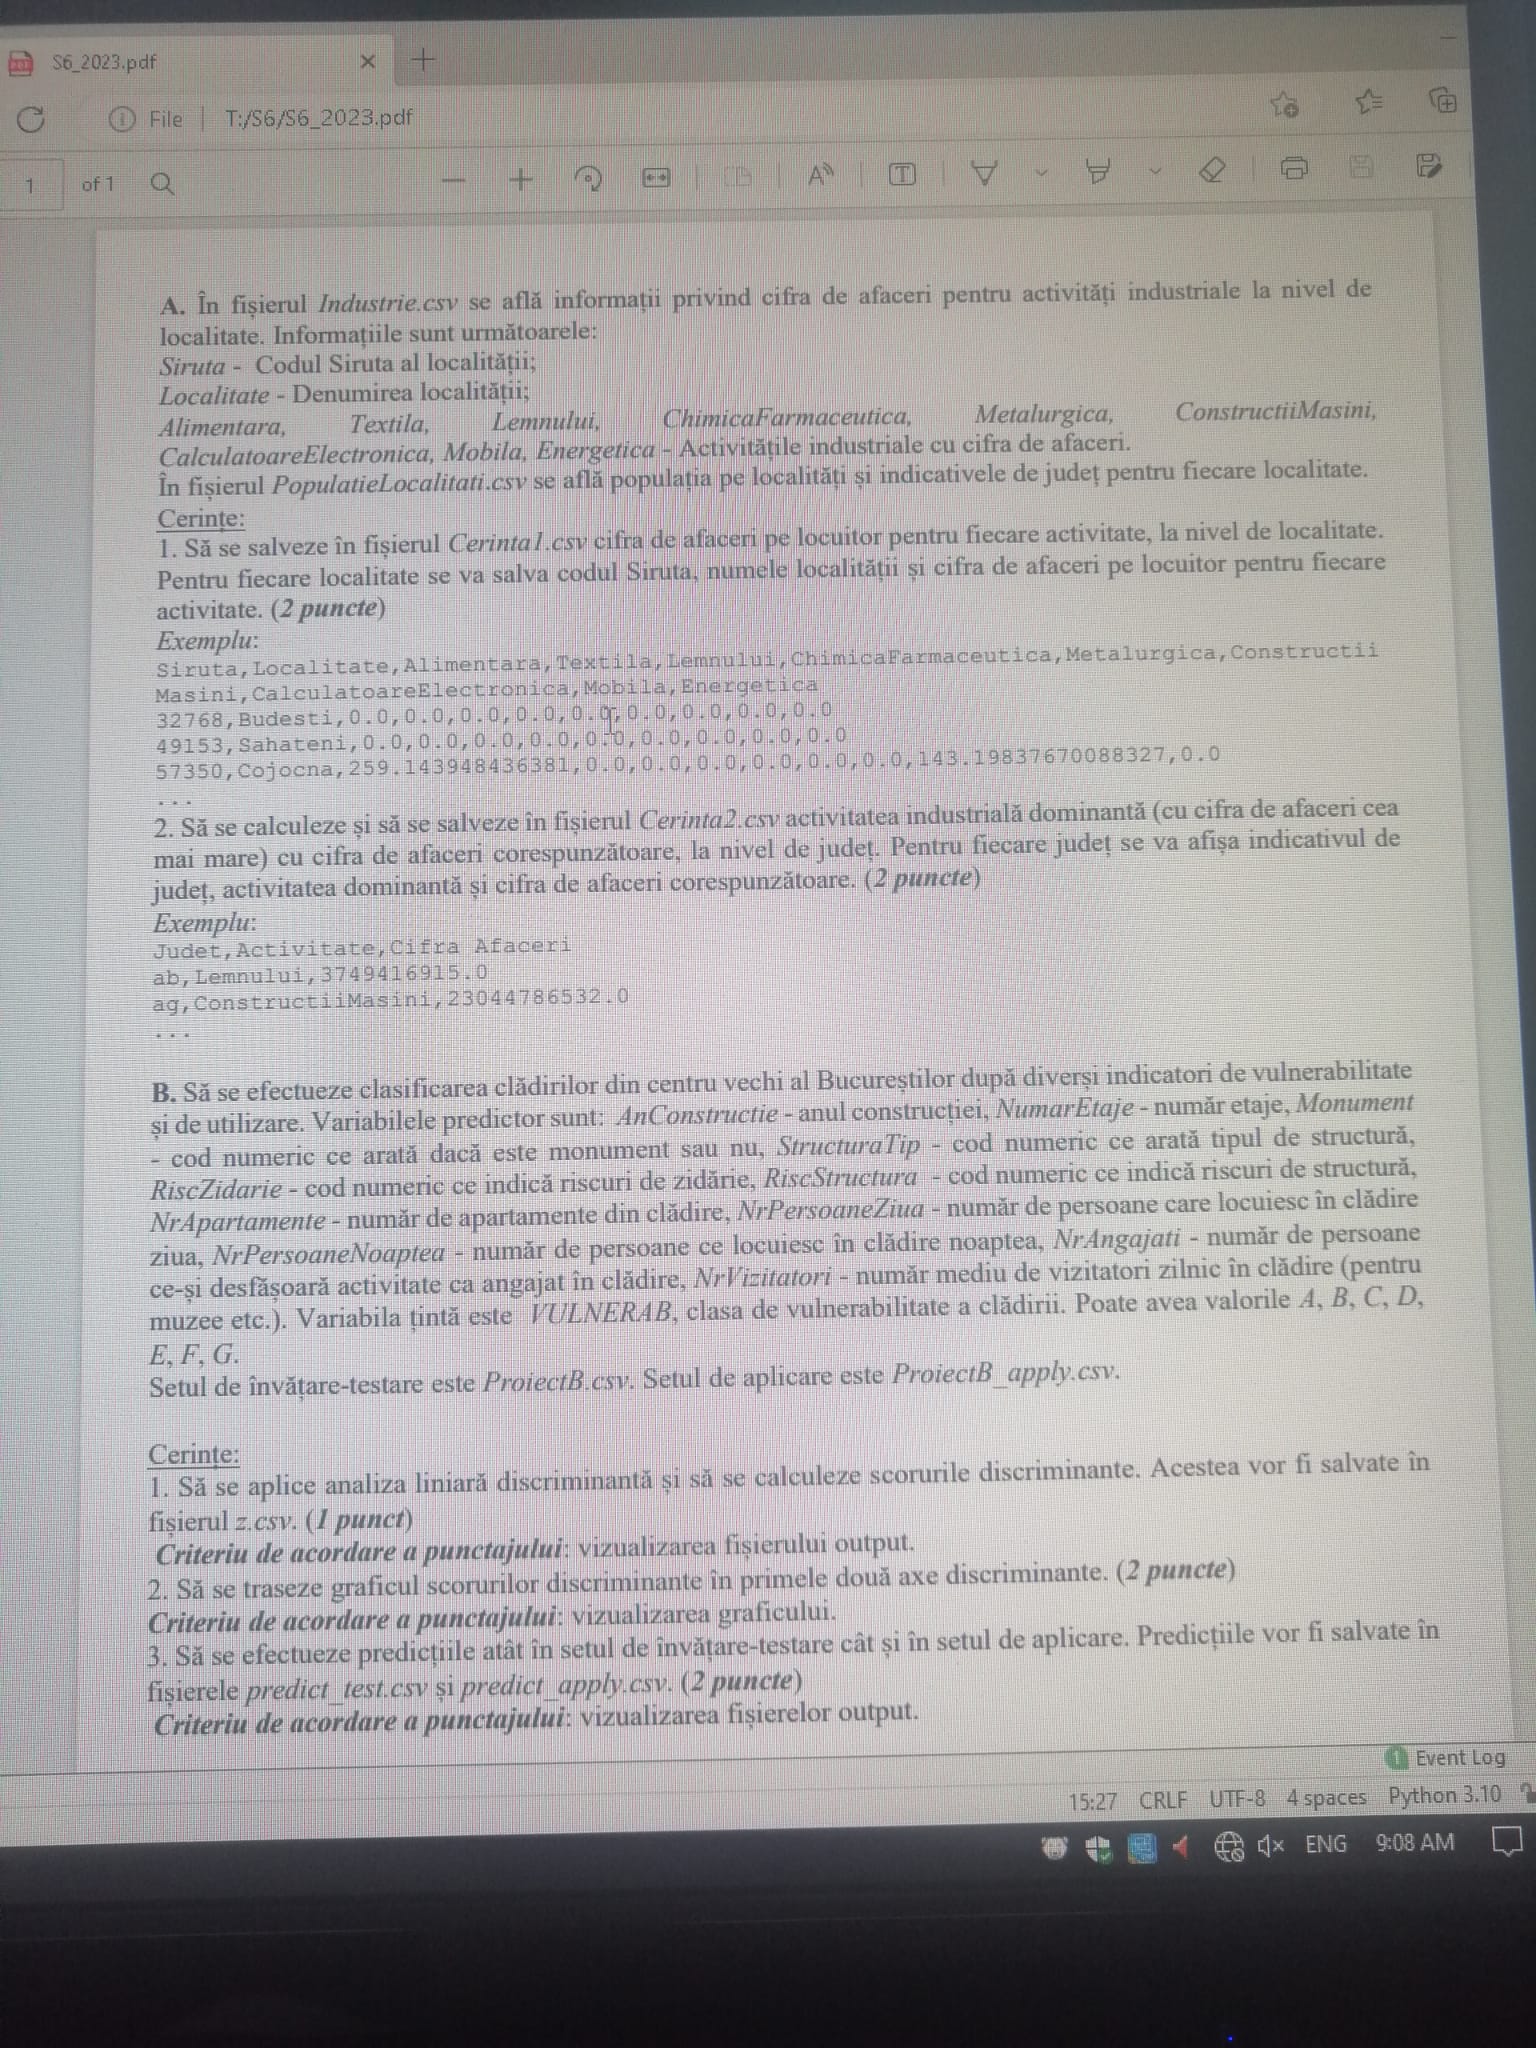 S6_2023.pdf
File T:/S6/S6_2023.pdf
1 of 1
A. În fișierul Industrie.csv se află informații privind cifra de afaceri pentru activități industriale la nivel de
localitate. Informațiile sunt următoarele:
Siruta - Codul Siruta al localității;
Localitate - Denumirea localității;
Alimentara, Textila, Lemnului, ChimicaFarmaceutica, Metalurgica, ConstructiiMasini,
CalculatoareElectronica, Mobila, Energetica - Activitățile industriale cu cifra de afaceri.
În fișierul PopulatieLocalitati.csv se află populația pe localități și indicativele de județ pentru fiecare localitate.
Cerințe:
1. Să se salveze în fișierul Cerinta1.csv cifra de afaceri pe locuitor pentru fiecare activitate, la nivel de localitate.
Pentru fiecare localitate se va salva codul Siruta, numele localității și cifra de afaceri pe locuitor pentru fiecare
activitate. (2 puncte)
Exemplu:
Siruta,Localitate,Alimentara,Textila,Lemnului,ChimicaFarmaceutica,Metalurgica,Constructii
Masini,CalculatoareElectronica,Mobila,Energetica
32768,Budesti,0.0,0.0,0.0,0.0,0.0,0.0,0.0,0.0,0.0
49153,Sahateni,0.0,0.0,0.0,0.0,0.0,0.0,0.0,0.0,0.0
57350,Cojocna,259.143948436381,0.0,0.0,0.0,0.0,0.0,0.0,143.19837670088327,0.0
...
2. Să se calculeze și să se salveze în fișierul Cerinta2.csv activitatea industrială dominantă (cu cifra de afaceri cea
mai mare) cu cifra de afaceri corespunzătoare, la nivel de județ. Pentru fiecare județ se va afișa indicativul de
județ, activitatea dominantă și cifra de afaceri corespunzătoare. (2 puncte)
Exemplu:
Judet,Activitate,Cifra Afaceri
ab,Lemnului,3749416915.0
ag,ConstructiiMasini,23044786532.0
...
B. Să se efectueze clasificarea clădirilor din centru vechi al Bucureștilor după diverși indicatori de vulnerabilitate
și de utilizare. Variabilele predictor sunt: AnConstructie - anul construcției, NumarEtaje - număr etaje, Monument
- cod numeric ce arată dacă este monument sau nu, StructuraTip - cod numeric ce arată tipul de structură,
RiscZidarie - cod numeric ce indică riscuri de zidărie, RiscStructura - cod numeric ce indică riscuri de structură,
NrApartamente - număr de apartamente din clădire, NrPersoaneZiua - număr de persoane care locuiesc în clădire
ziua, NrPersoaneNoaptea - număr de persoane ce locuiesc în clădire noaptea, NrAngajati - număr de persoane
ce-și desfășoară activitate ca angajat în clădire, NrVizitatori - număr mediu de vizitatori zilnic în clădire (pentru
muzee etc.). Variabila țintă este VULNERAB, clasa de vulnerabilitate a clădirii. Poate avea valorile A, B, C, D,
E, F, G.
Setul de învățare-testare este ProiectB.csv. Setul de aplicare este ProiectB_apply.csv.
Cerințe:
1. Să se aplice analiza liniară discriminantă și să se calculeze scorurile discriminante. Acestea vor fi salvate în
fișierul z.csv. (1 punct)
Criteriu de acordare a punctajului: vizualizarea fișierului output.
2. Să se traseze graficul scorurilor discriminante în primele două axe discriminante. (2 puncte)
Criteriu de acordare a punctajului: vizualizarea graficului.
3. Să se efectueze predicțiile atât în setul de învățare-testare cât și în setul de aplicare. Predicțiile vor fi salvate în
fișierele predict_test.csv și predict_apply.csv. (2 puncte)
Criteriu de acordare a punctajului: vizualizarea fișierelor output.
1 Event Log
15:27 CRLF UTF-8 4 spaces Python 3.10
ENG 9:08 AM